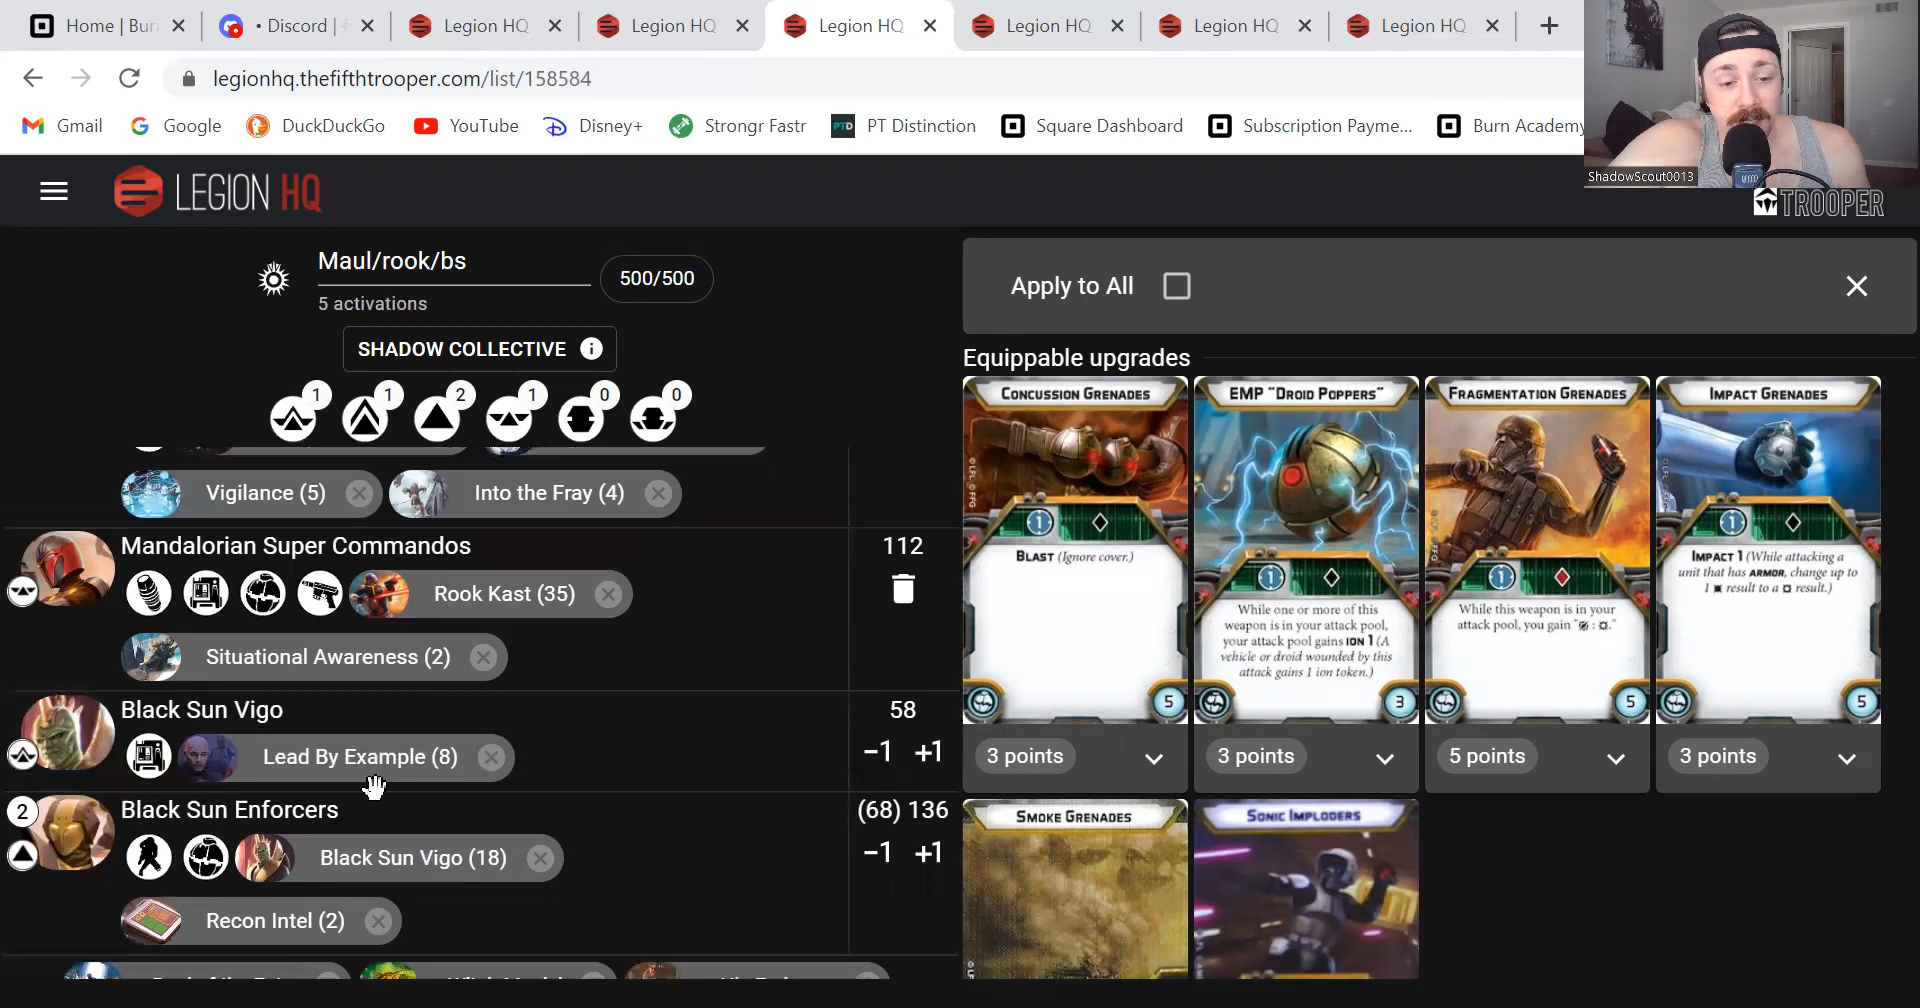 Home | Bur
• Discord |
Legion HQ
Legion HQ
Legion HQ
Legion HQ
Legion HQ
Legion HQ
legionhq.thefifthtrooper.com/list/158584
Gmail
Google
DuckDuckGo
YouTube
Disney+
Strongr Fastr
PTD
PT Distinction
Square Dashboard
Subscription Payme...
Burn Academy
ShadowScout0013
LEGION HQ
TROOPER
Maul/rook/bs
500/500
5 activations
SHADOW COLLECTIVE
1
1
2
1
0
0
Vigilance (5)
Into the Fray (4)
Mandalorian Super Commandos
112
Rook Kast (35)
Situational Awareness (2)
Black Sun Vigo
58
Lead By Example (8)
−1 +1
2
Black Sun Enforcers
(68) 136
Black Sun Vigo (18)
−1 +1
Recon Intel (2)
Apply to All
Equippable upgrades
CONCUSSION GRENADES
1
BLAST (Ignore cover.)
5
3 points
EMP "DROID POPPERS"
1
While one or more of this
weapon is in your attack pool,
your attack pool gains ION 1 (A
vehicle or droid wounded by this
attack gains 1 ion token.)
3
3 points
FRAGMENTATION GRENADES
1
While this weapon is in your
attack pool, you gain " : ."
5
5 points
IMPACT GRENADES
1
IMPACT 1 (While attacking a
unit that has ARMOR, change up to
1 result to a result.)
5
3 points
SMOKE GRENADES
SONIC IMPLODERS